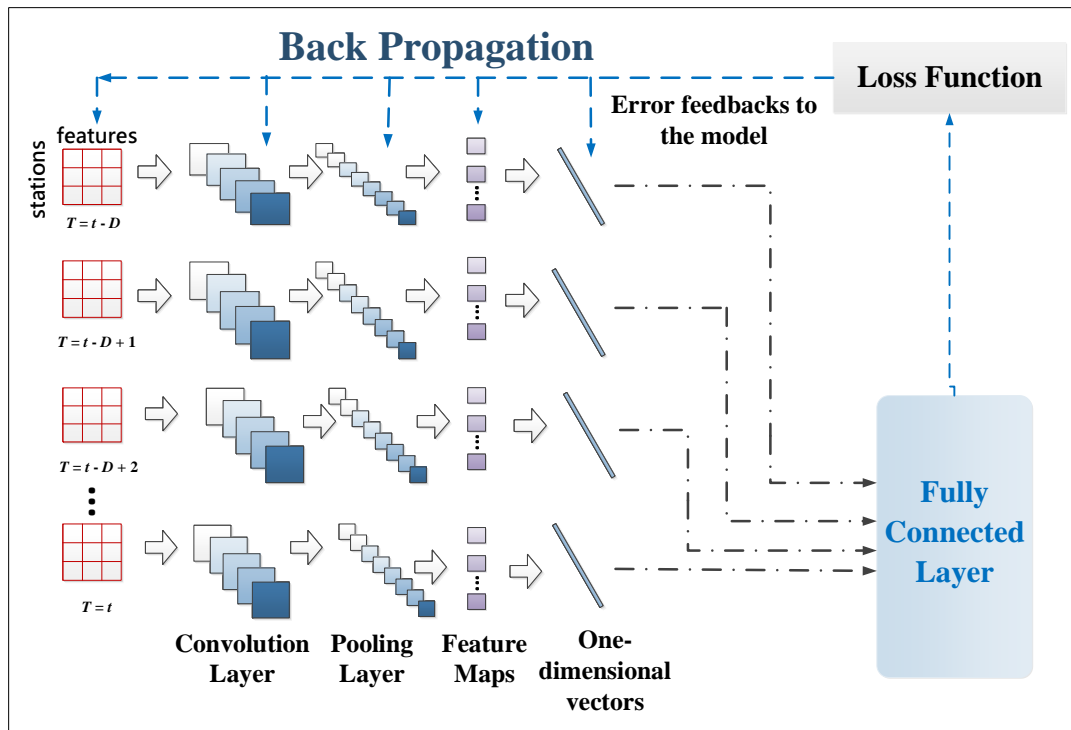 Back Propagation
Loss Function
Error feedbacks to
the model
features
stations
T = t - D
T = t - D + 1
T = t - D + 2
T = t
Fully
Connected
Layer
Convolution
Layer
Pooling
Layer
Feature
Maps
One-
dimensional
vectors